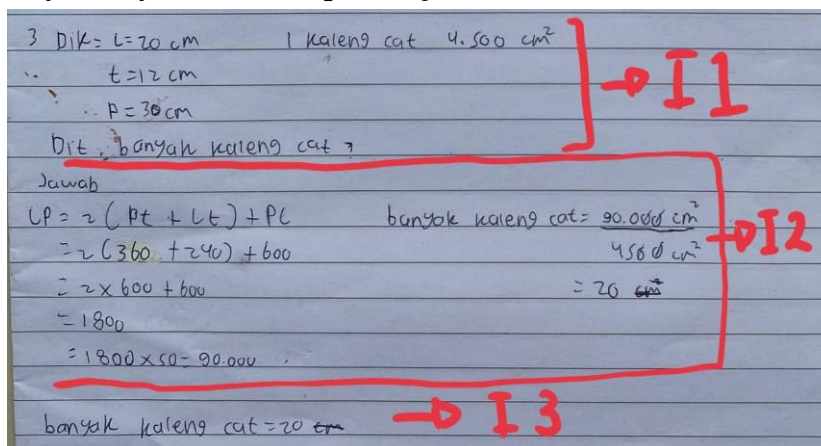 3 Dik = L=20 cm 1 kaleng cat 4.500 cm²
t=12 cm
P=30cm
→ I1
Dit. banyak kaleng cat ?
Jawab
LP = 2 ( Pt + Lt ) + PL banyak kaleng cat = 90.000 cm²
= 2 (360 + 240) + 600 4500 cm²
= 2 x 600 + 600 = 20 cm²
→ I2
= 1800
= 1800 x 50 = 90.000
banyak kaleng cat = 20 cm → I3